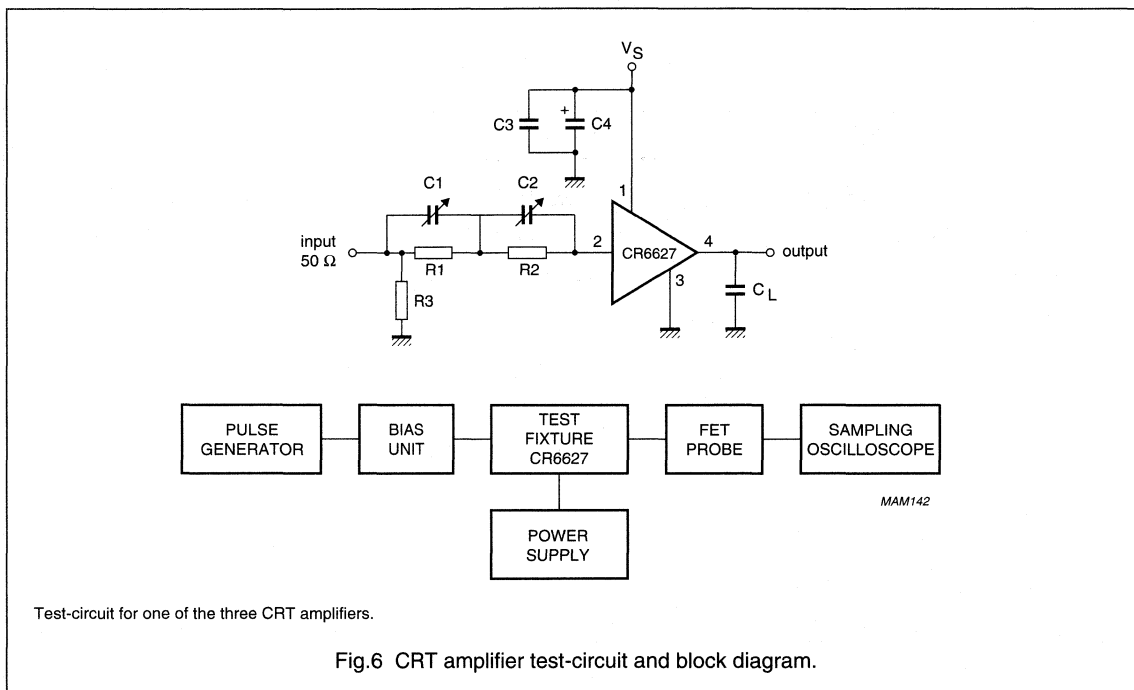 VS
C3
+
C4
C1
C2
1
input
50 Ω
R1
R2
2
CR6627
4
output
R3
3
CL
PULSE
GENERATOR
BIAS
UNIT
TEST
FIXTURE
CR6627
FET
PROBE
SAMPLING
OSCILLOSCOPE
MAM142
POWER
SUPPLY
Test-circuit for one of the three CRT amplifiers.
Fig.6 CRT amplifier test-circuit and block diagram.